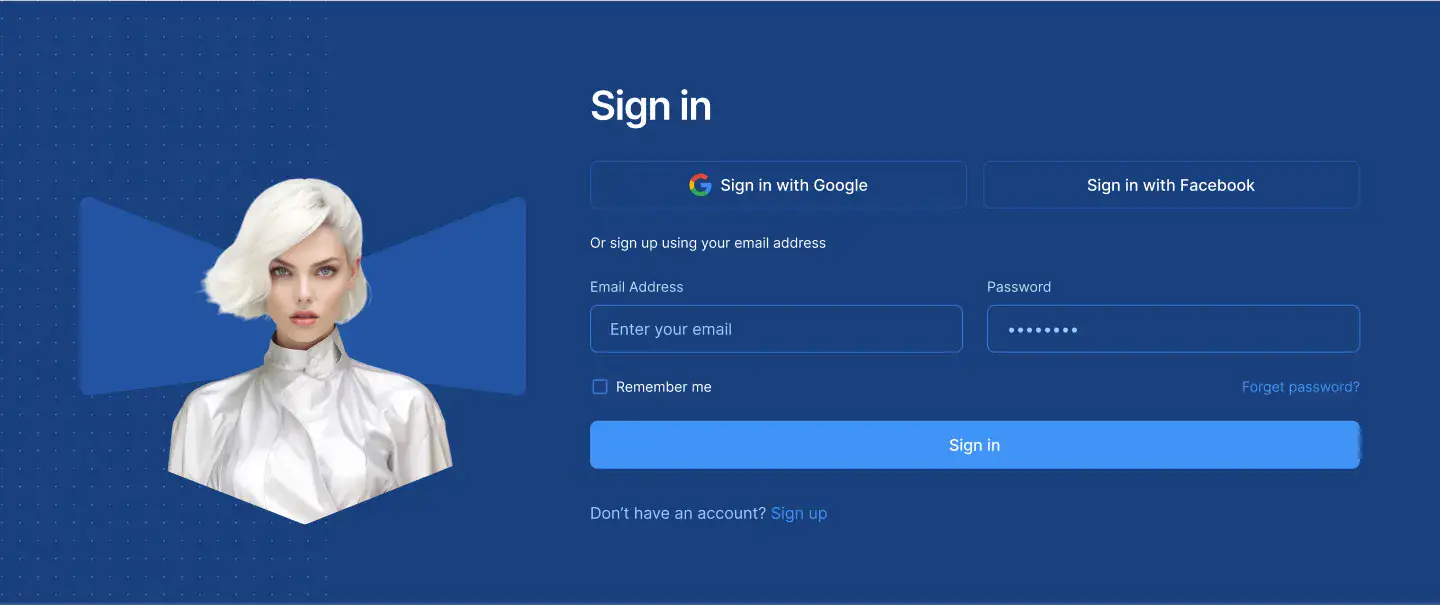 Sign in
Sign in with Google
Sign in with Facebook
Or sign up using your email address
Email Address
Password
Enter your email
••••••••
Remember me
Forget password?
Sign in
Don’t have an account? Sign up